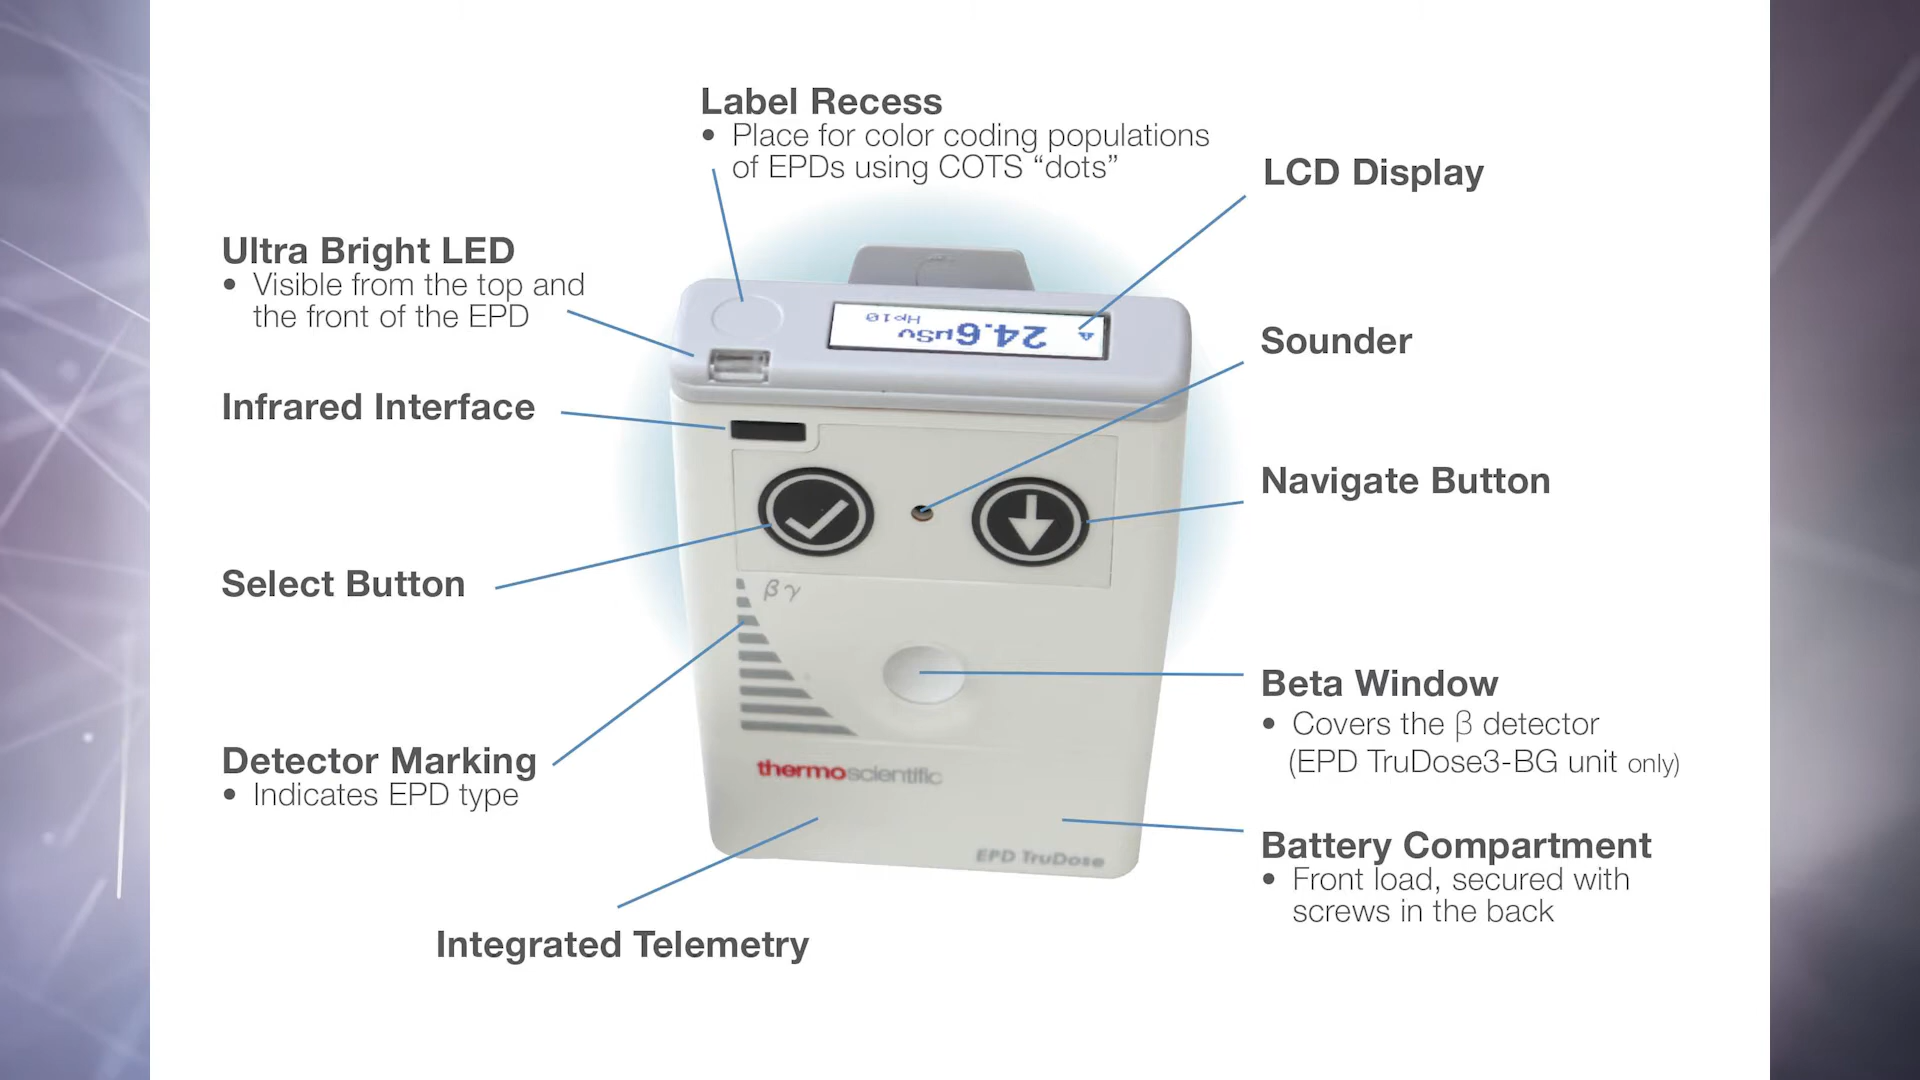 Label Recess
• Place for color coding populations
of EPDs using COTS “dots”
LCD Display
Ultra Bright LED
• Visible from the top and
the front of the EPD
24.6µSv
Hp10
Sounder
Infrared Interface
Navigate Button
Select Button
β γ
Beta Window
• Covers the β detector
(EPD TruDose3-BG unit only)
Detector Marking
• Indicates EPD type
thermo scientific
Battery Compartment
• Front load, secured with
screws in the back
EPD TruDose
Integrated Telemetry